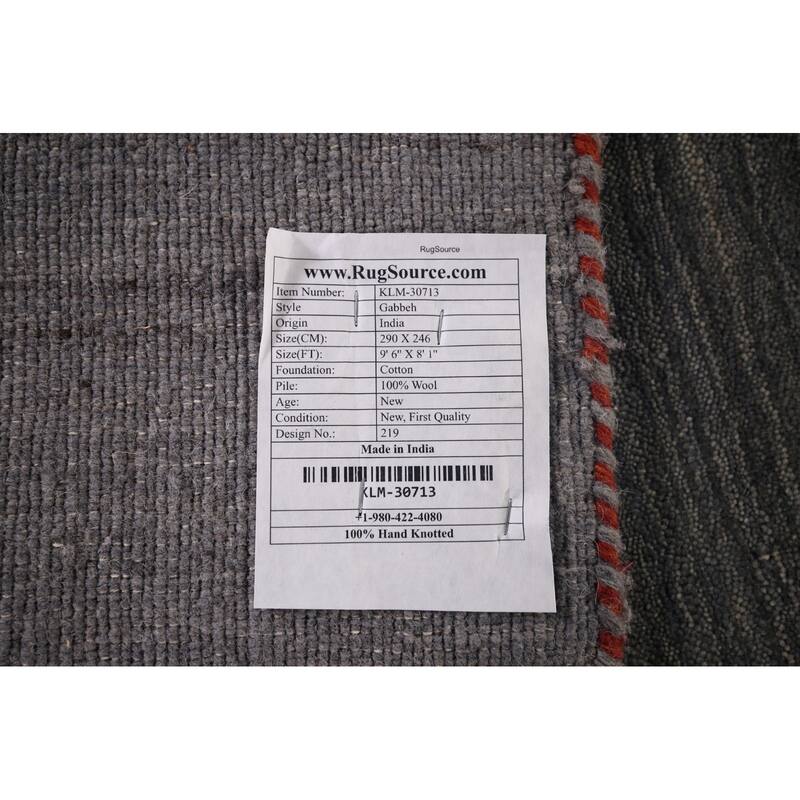 RugSource
www.RugSource.com
Item Number: KLM-30713
Style Gabbeh
Origin India
Size(CM): 290 X 246
Size(FT): 9' 6" X 8' 1"
Foundation: Cotton
Pile: 100% Wool
Age: New
Condition: New, First Quality
Design No.: 219
Made in India
KLM-30713
+1-980-422-4080
100% Hand Knotted